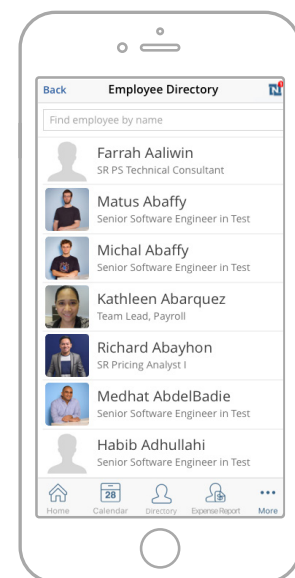 Back
Employee Directory
Find employee by name
Farrah Aaliwin
SR PS Technical Consultant
Matus Abaffy
Senior Software Engineer in Test
Michal Abaffy
Senior Software Engineer in Test
Kathleen Abarquez
Team Lead, Payroll
Richard Abayhon
SR Pricing Analyst I
Medhat AbdelBadie
Senior Software Engineer in Test
Habib Adhullahi
Senior Software Engineer in Test
28
Home
Calendar
Directory
Expense Report
More